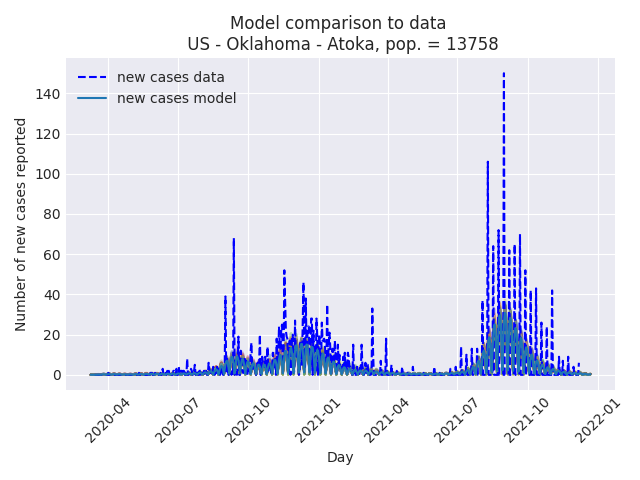 Model comparison to data
US - Oklahoma - Atoka, pop. = 13758
new cases data
new cases model
Number of new cases reported
140
120
100
80
60
40
20
0
2020-04
2020-07
2020-10
2021-01
2021-04
2021-07
2021-10
2022-01
Day